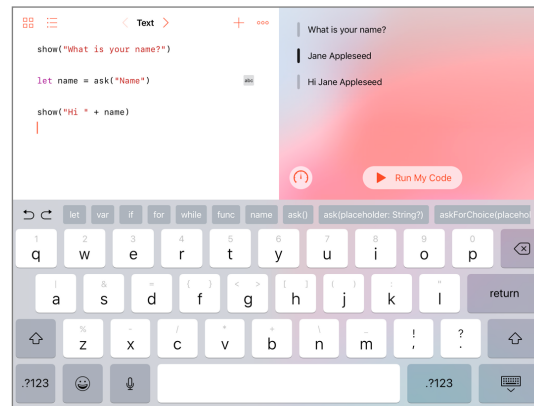 Text
show("What is your name?")
let name = ask("Name")
abc
show("Hi " + name)
What is your name?
Jane Appleseed
Hi Jane Appleseed
Run My Code
let var if for while func name ask() ask(placeholder: String?) askForChoice(placehol
1 2 3 4 5 6 7 8 9 0
q w e r t y u i o p
| & = { } < > [ ] ( ) : ; "
a s d f g h j k l return
% - / * + \ _ ! ?
z x c v b n m , .
.?123 .?123